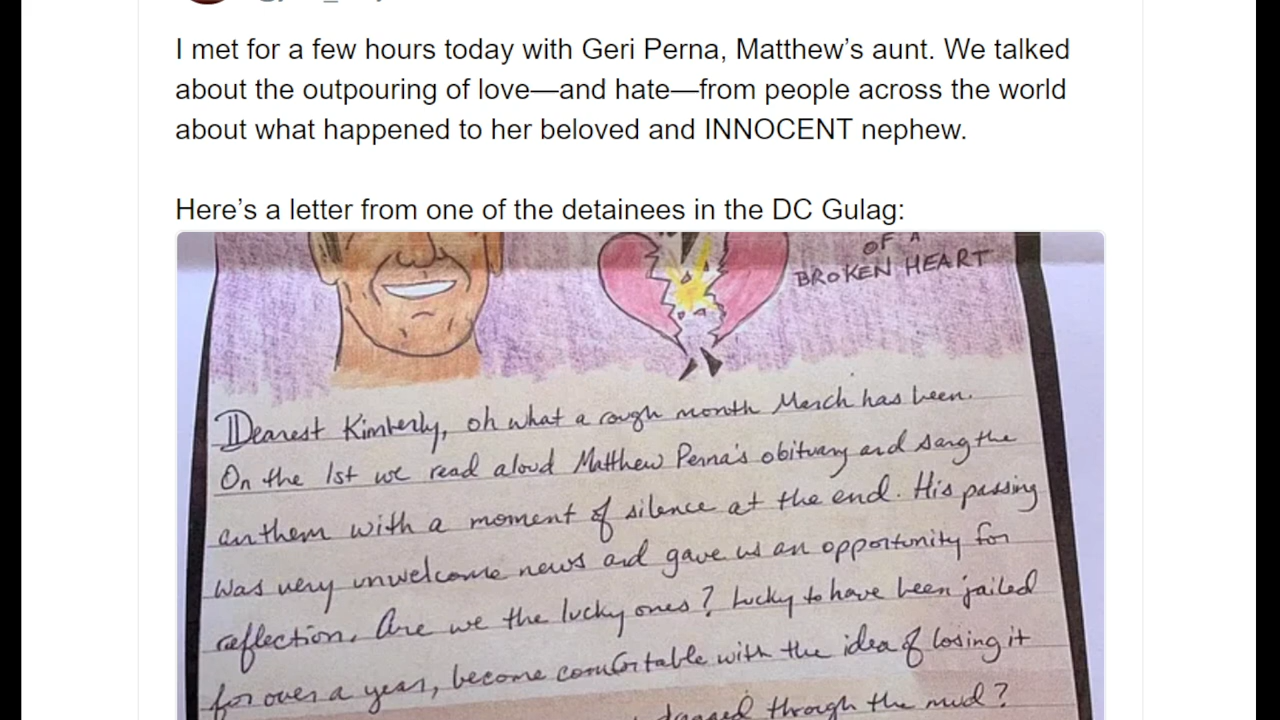 I met for a few hours today with Geri Perna, Matthew’s aunt. We talked
about the outpouring of love—and hate—from people across the world
about what happened to her beloved and INNOCENT nephew.
Here’s a letter from one of the detainees in the DC Gulag:
OF A
BROKEN HEART
Dearest Kimberly, oh what a rough month March has been.
On the 1st we read aloud Matthew Perna's obituary and sang the
anthem with a moment of silence at the end. His passing
was very unwelcome news and gave us an opportunity for
reflection. Are we the lucky ones? Lucky to have been jailed
for over a year, become comfortable with the idea of losing it
dragged through the mud?